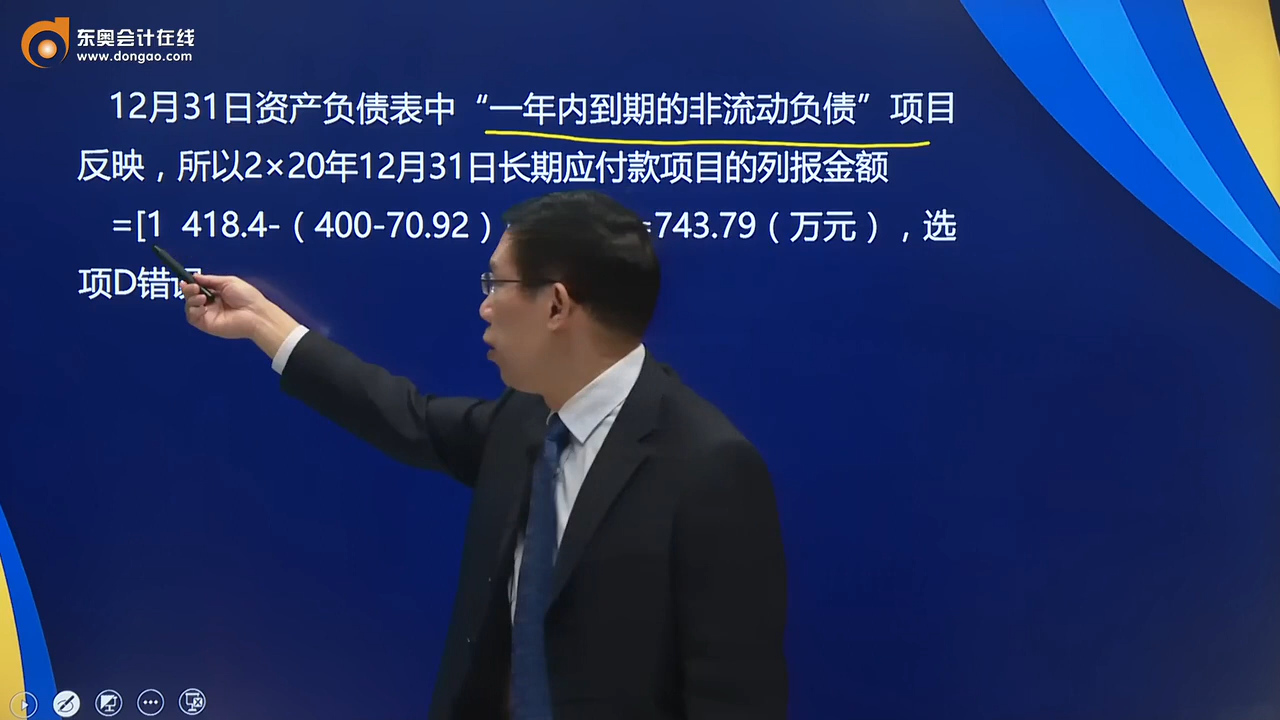 东奥会计在线
www.dongao.com
12月31日资产负债表中“一年内到期的非流动负债”项目
反映，所以2×20年12月31日长期应付款项目的列报金额
=[1 418.4-（400-70.92） =743.79（万元），选
项D错误